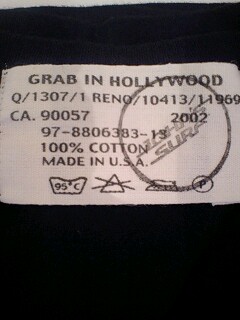 GRAB IN HOLLYWOOD
Q/1307/1 RENO/10413/11969
CA. 90057 2002
97-8806383-13
100% COTTON
MADE IN U.S.A.
SURF
95°C P